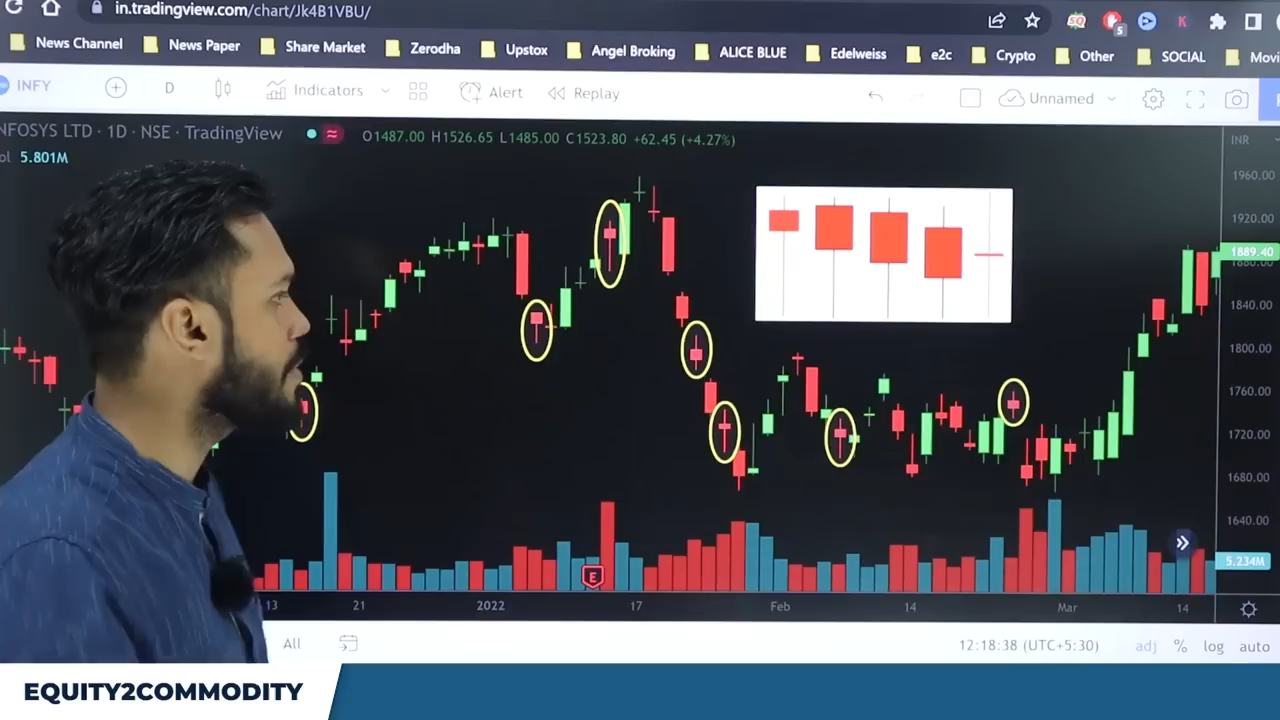 in.tradingview.com/chart/Jk4B1VBU/
SQ
5
K
News Channel
News Paper
Share Market
Zerodha
Upstox
Angel Broking
ALICE BLUE
Edelweiss
e2c
Crypto
Other
SOCIAL
Movi
INFY
D
Indicators
Alert
Replay
Unnamed
NFOSYS LTD · 1D · NSE · TradingView
O1487.00 H1526.65 L1485.00 C1523.80 +62.45 (+4.27%)
INR
ol 5.801M
1960.00
1920.00
1889.40
1880.00
1840.00
1800.00
1760.00
1720.00
1680.00
1640.00
5.234M
E
13
21
2022
17
Feb
14
Mar
14
All
12:18:38 (UTC+5:30)
adj
%
log
auto
EQUITY2COMMODITY